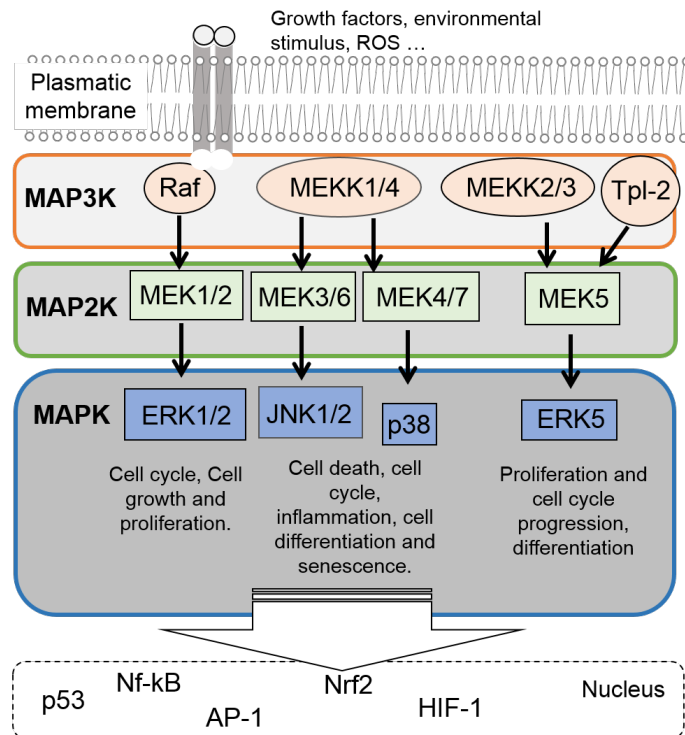 Growth factors, environmental
stimulus, ROS ...
Plasmatic
membrane
MAP3K
Raf
MEKK1/4
MEKK2/3
Tpl-2
MAP2K
MEK1/2
MEK3/6
MEK4/7
MEK5
MAPK
ERK1/2
JNK1/2
p38
ERK5
Cell cycle, Cell
growth and
proliferation.
Cell death, cell
cycle,
inflammation, cell
differentiation and
senescence.
Proliferation and
cell cycle
progression,
differentiation
p53
Nf-kB
AP-1
Nrf2
HIF-1
Nucleus